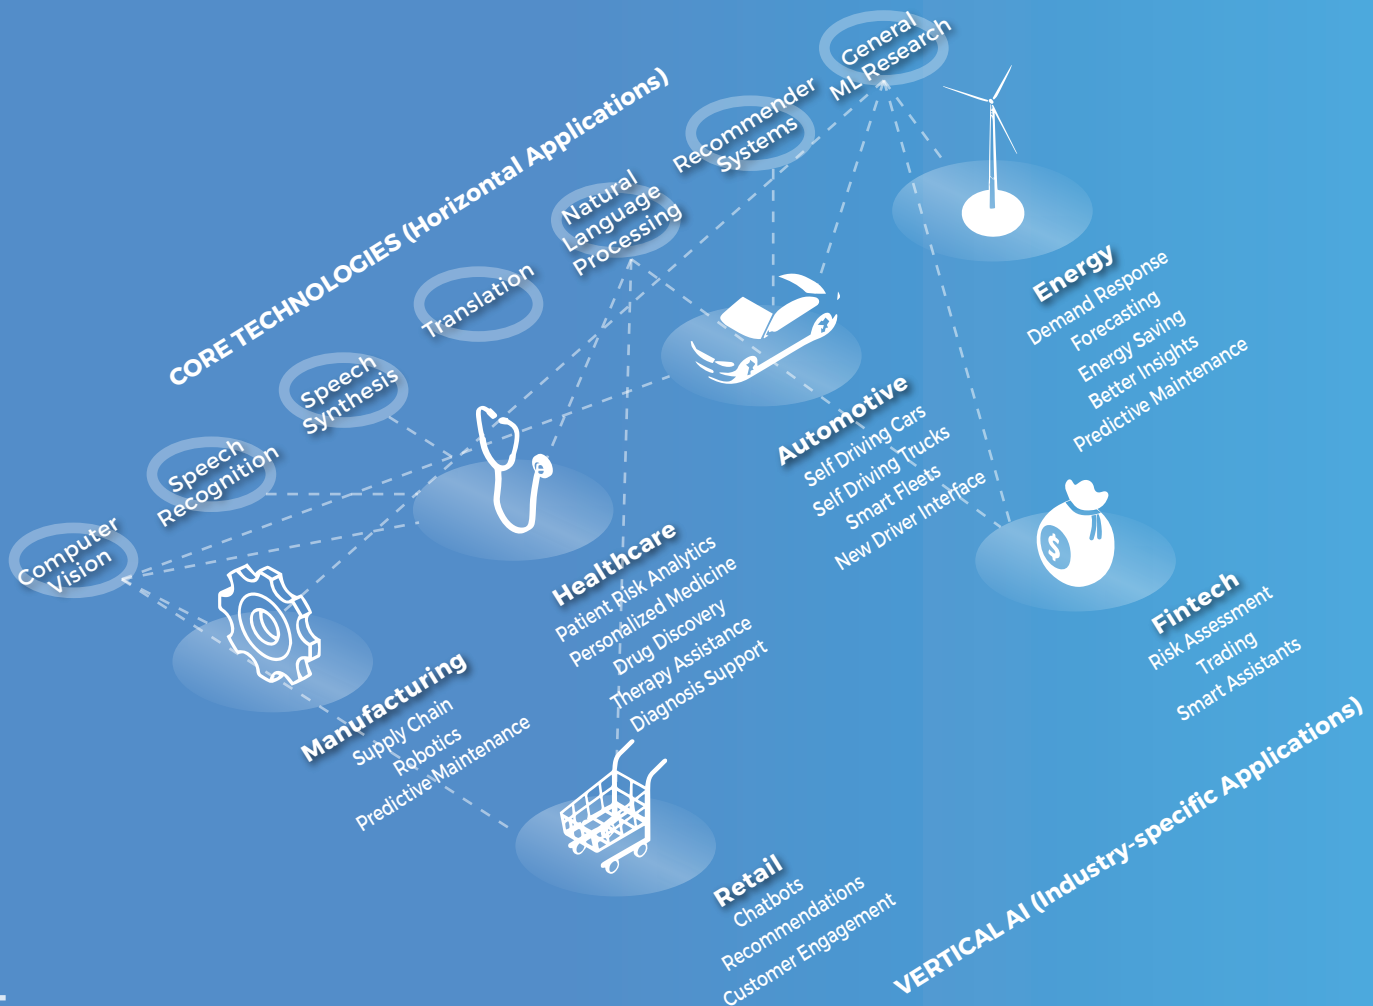 CORE TECHNOLOGIES (Horizontal Applications)
General
ML Research
Recommender
Systems
Natural
Language
Processing
Translation
Speech
Synthesis
Speech
Recognition
Computer
Vision
Energy
Demand Response
Forecasting
Energy Saving
Better Insights
Predictive Maintenance
Automotive
Self Driving Cars
Self Driving Trucks
Smart Fleets
New Driver Interface
Fintech
Risk Assessment
Trading
Smart Assistants
$
Healthcare
Patient Risk Analytics
Personalized Medicine
Drug Discovery
Therapy Assistance
Diagnosis Support
Manufacturing
Supply Chain
Robotics
Predictive Maintenance
Retail
Chatbots
Recommendations
Customer Engagement
VERTICAL AI (Industry-specific Applications)